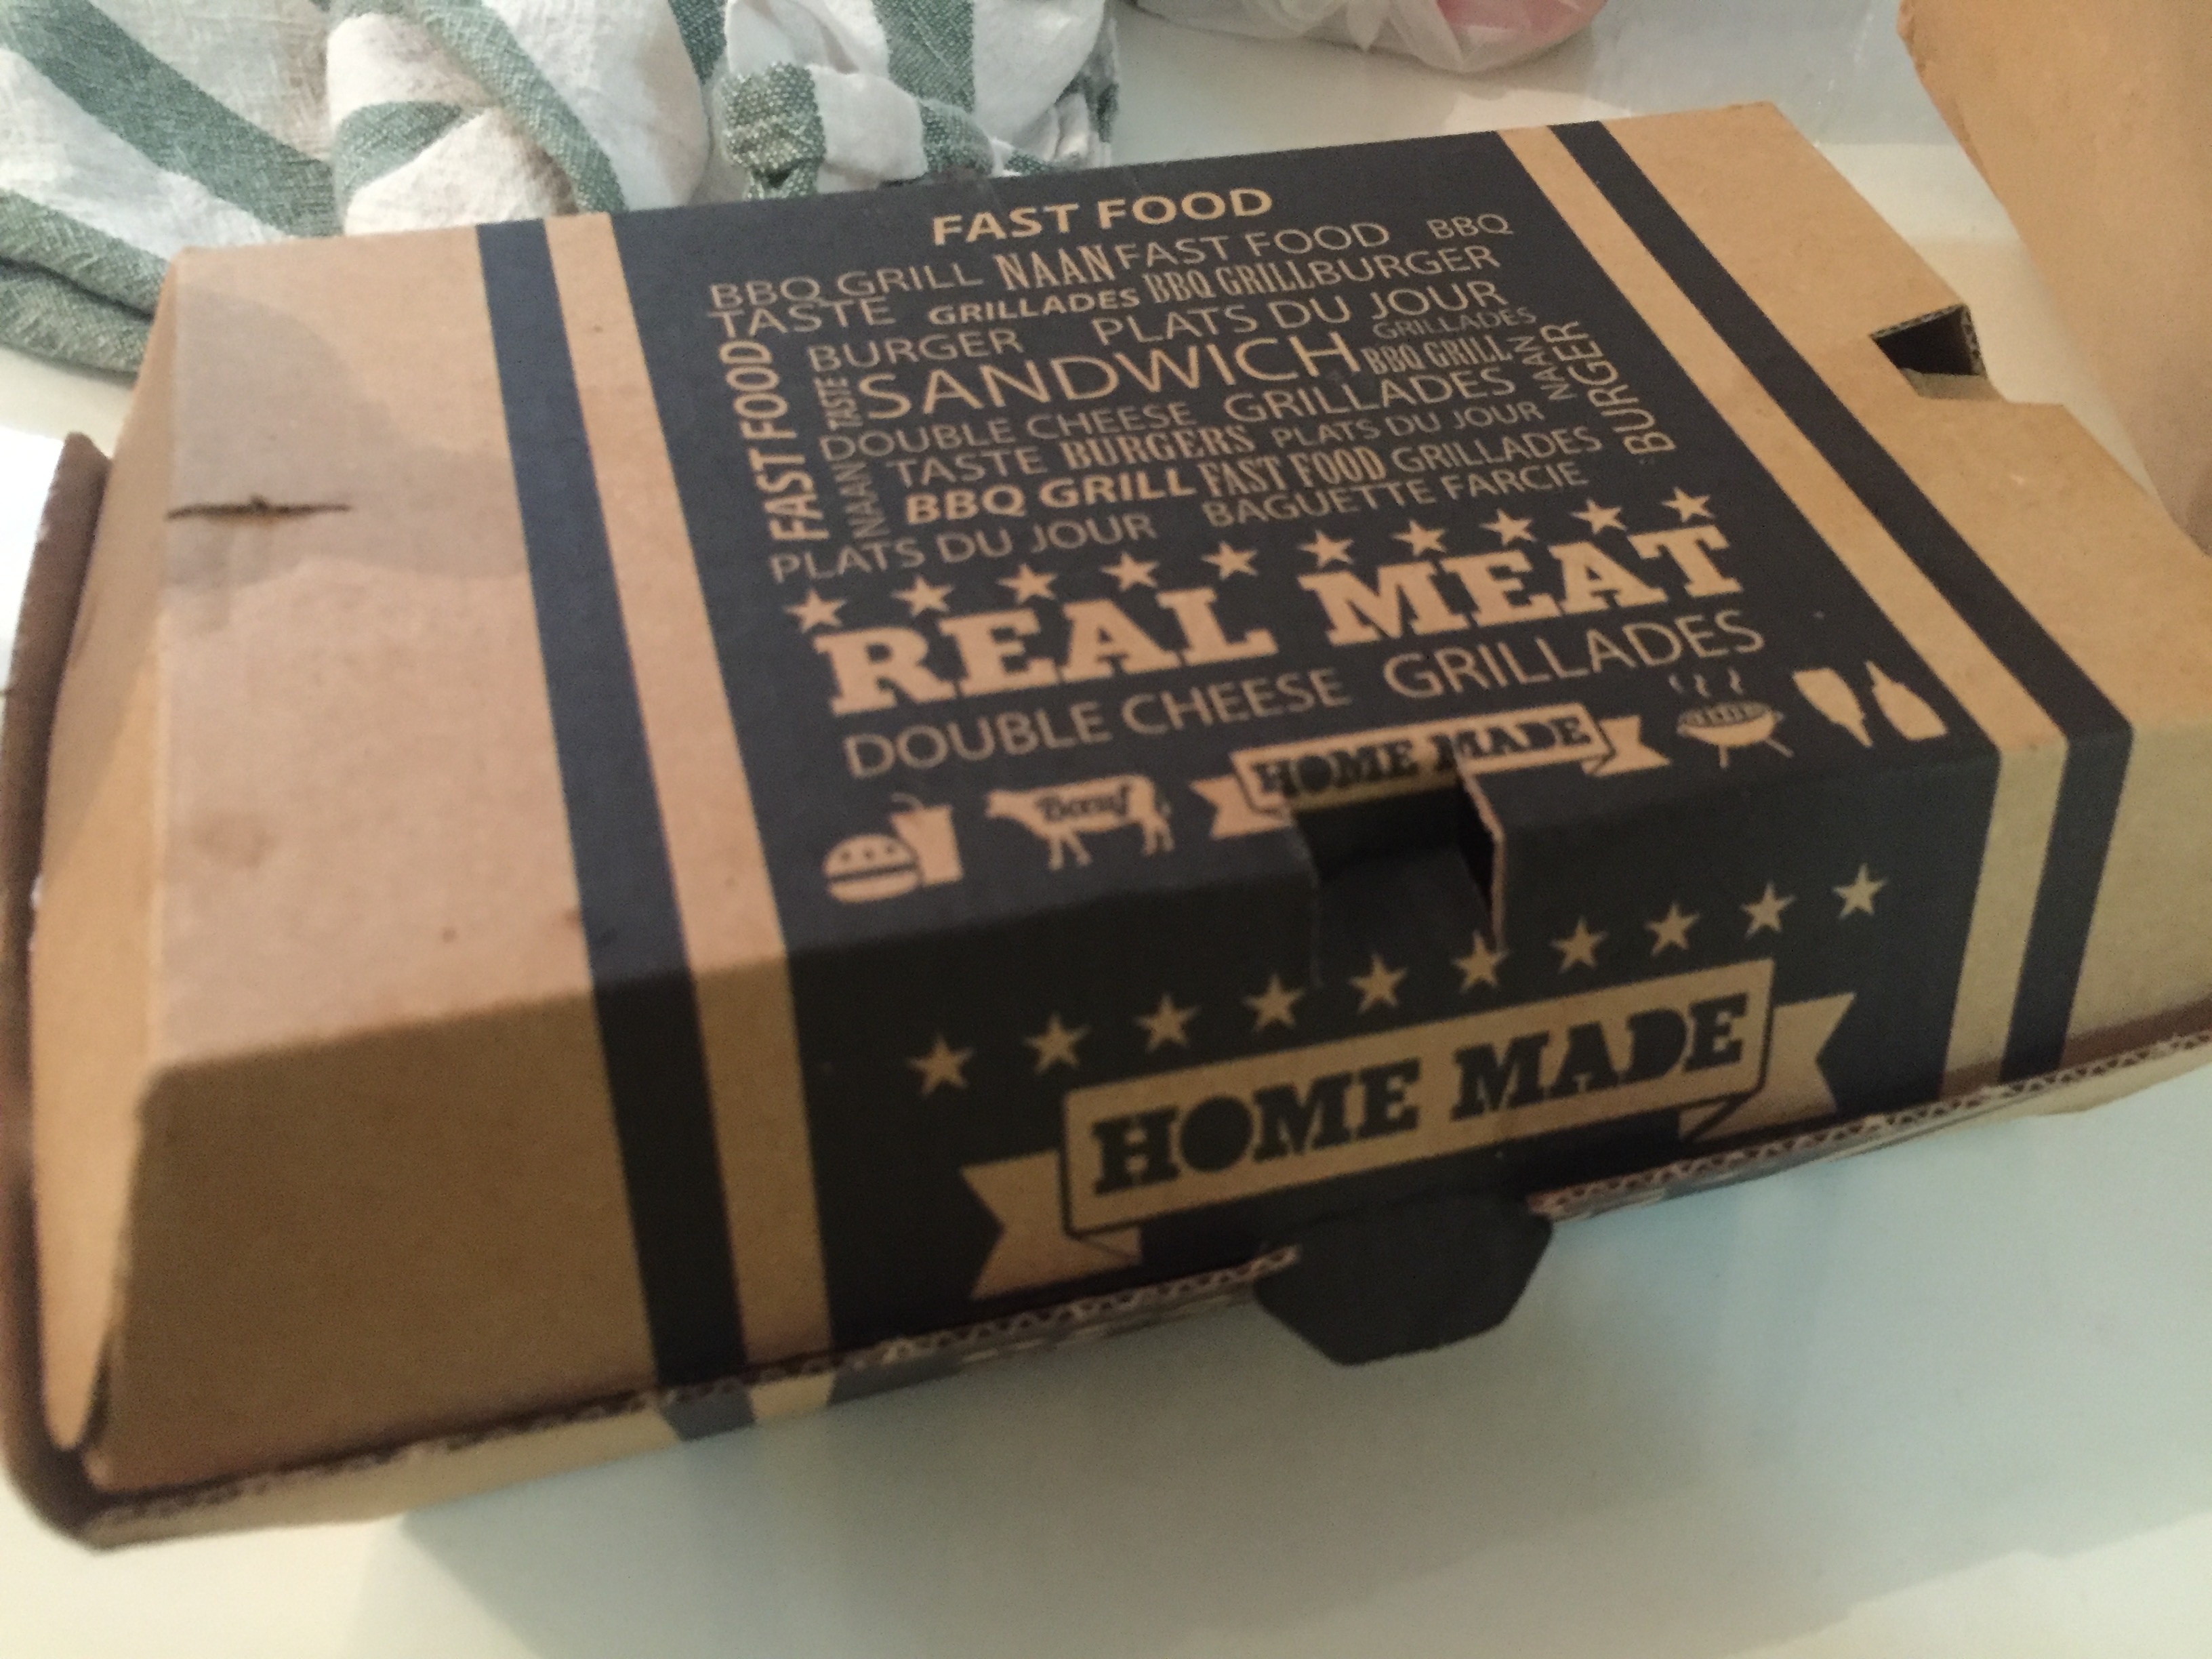 FAST FOOD
BBQ GRILL NAAN FAST FOOD BBQ
TASTE GRILLADES BBQ GRILL BURGER
BURGER PLATS DU JOUR
GRILLADES
FAST FOOD
TASTE
SANDWICH BBQ GRILL
NAAN
BURGER
DOUBLE CHEESE GRILLADES
TASTE BURGERS PLATS DU JOUR
NAAN
BBQ GRILL FAST FOOD GRILLADES
PLATS DU JOUR BAGUETTE FARCIE
REAL MEAT
DOUBLE CHEESE GRILLADES
Bœuf
HOME MADE
HOME MADE